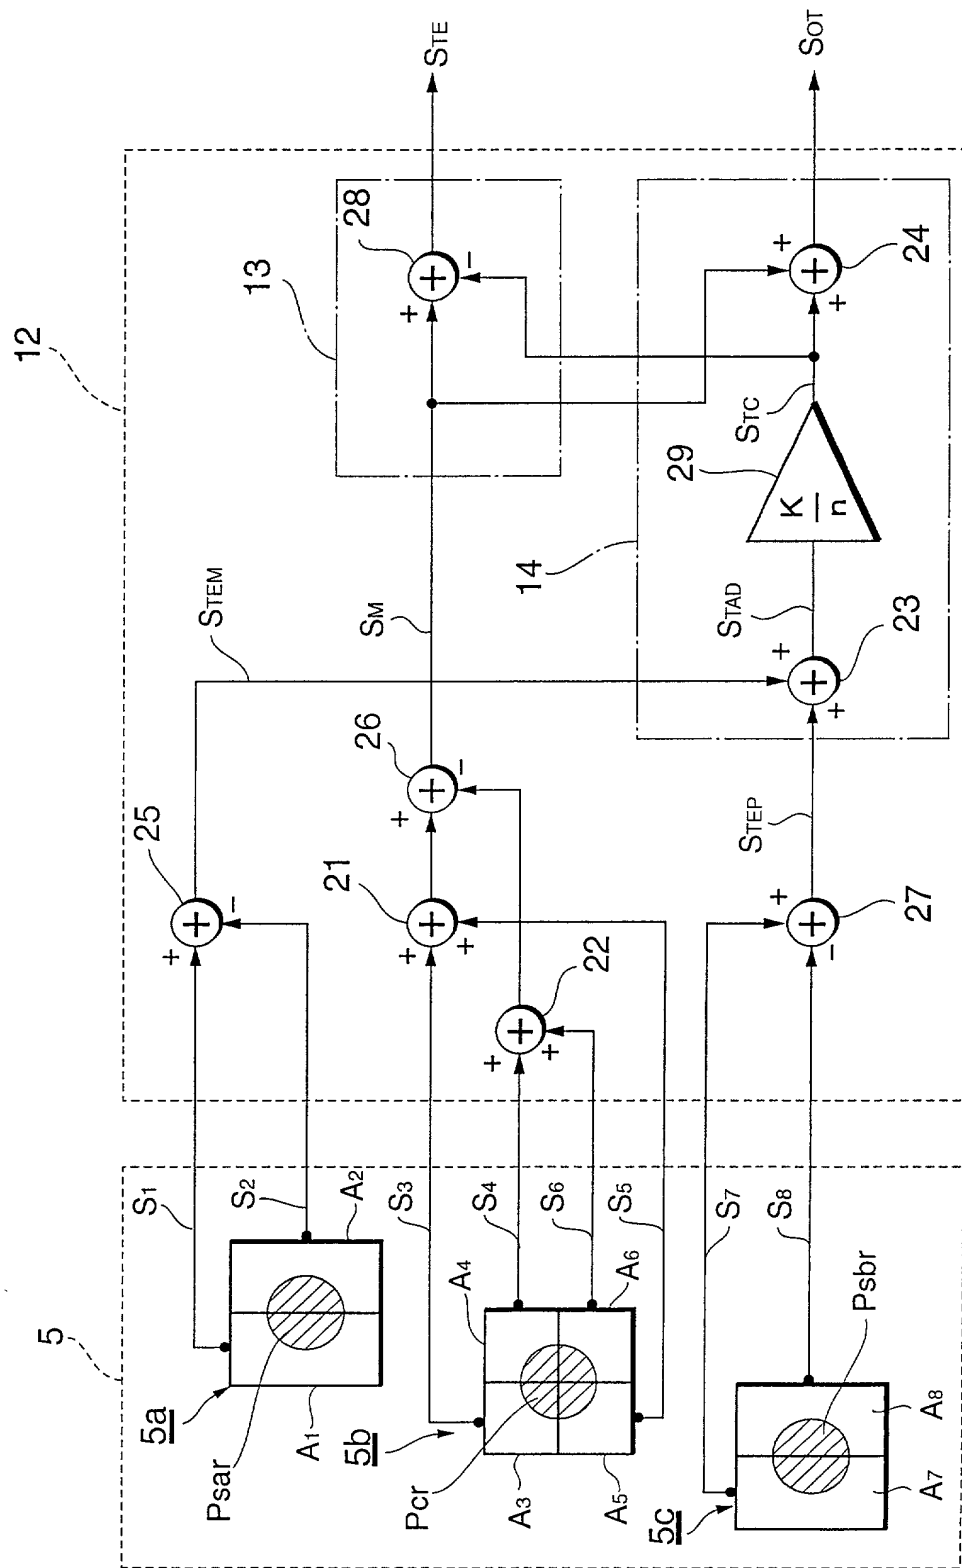 12
STE
SOT
13
28
24
STC
29
K
n
14
STEM
SM
STAD
23
26
STEP
25
21
22
27
5
S1
S2
A2
S3
S4
S6
S5
S7
S8
5a
A1
Psar
A4
A6
5b
Pcr
A3
A5
Psbr
A8
A7
5c
+
−
+
+
+
+
−
+
+
+
+
−
+
+
+
+
+
−